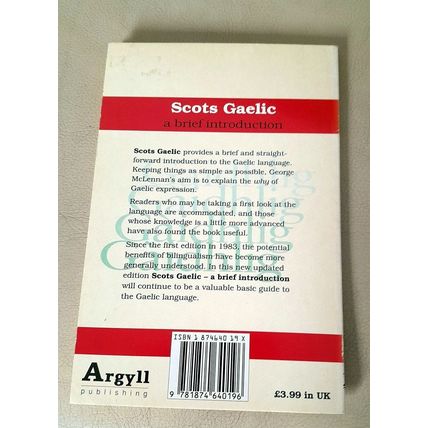 Scots Gaelic
a brief introduction
Scots Gaelic provides a brief and straight-
forward introduction to the Gaelic language.
Keeping things as simple as possible, George
McLennan's aim is to explain the why of
Gaelic expression.
Readers who may be taking a first look at the
language are accommodated, and those
whose knowledge is a little more advanced
have also found the book useful.
Since the first edition in 1983, the potential
benefits of bilingualism have become more
generally understood. In this new updated
edition Scots Gaelic – a brief introduction
will continue to be a valuable basic guide to
the Gaelic language.
ISBN 1 874640 19 X
9 781874 640196
Argyll
publishing
£3.99 in UK